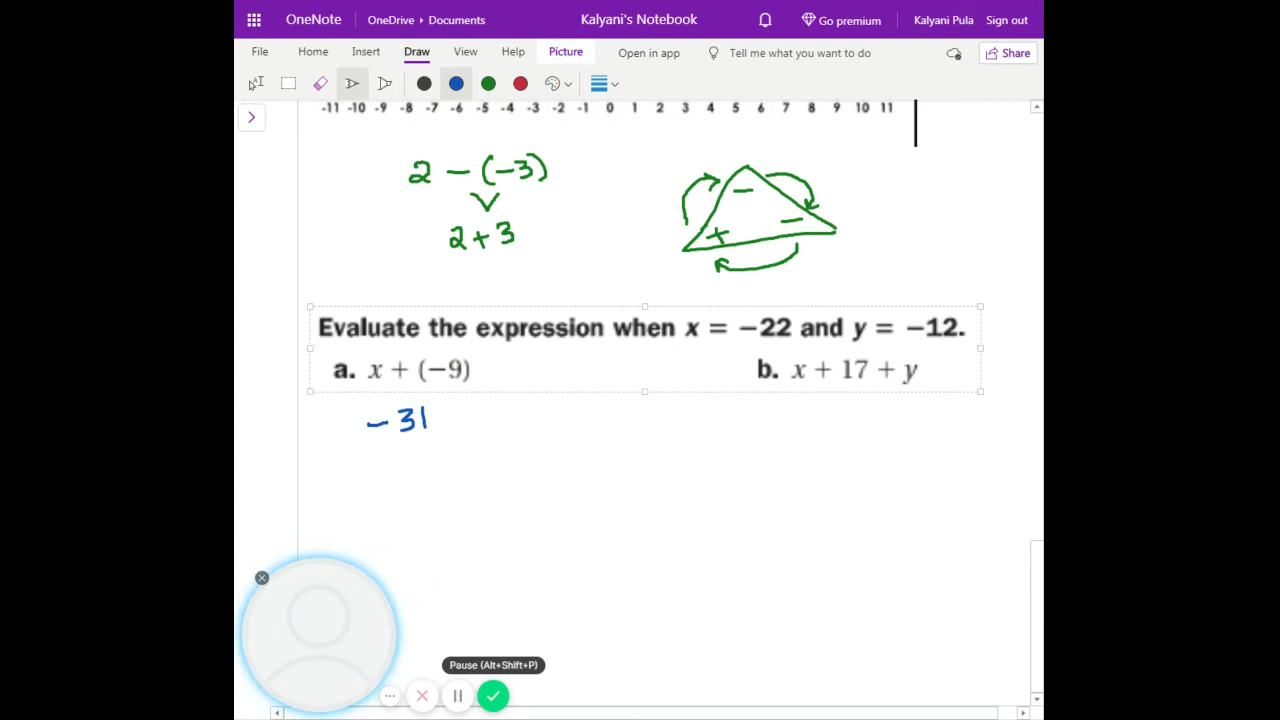 OneNote OneDrive › Documents Kalyani's Notebook Go premium Kalyani Pula Sign out
File Home Insert Draw View Help Picture Open in app Tell me what you want to do Share
-11 -10 -9 -8 -7 -6 -5 -4 -3 -2 -1 0 1 2 3 4 5 6 7 8 9 10 11
2 - (-3)
2 + 3
−
+ −
Evaluate the expression when x = −22 and y = −12.
a. x + (−9) b. x + 17 + y
- 31
Pause (Alt+Shift+P)